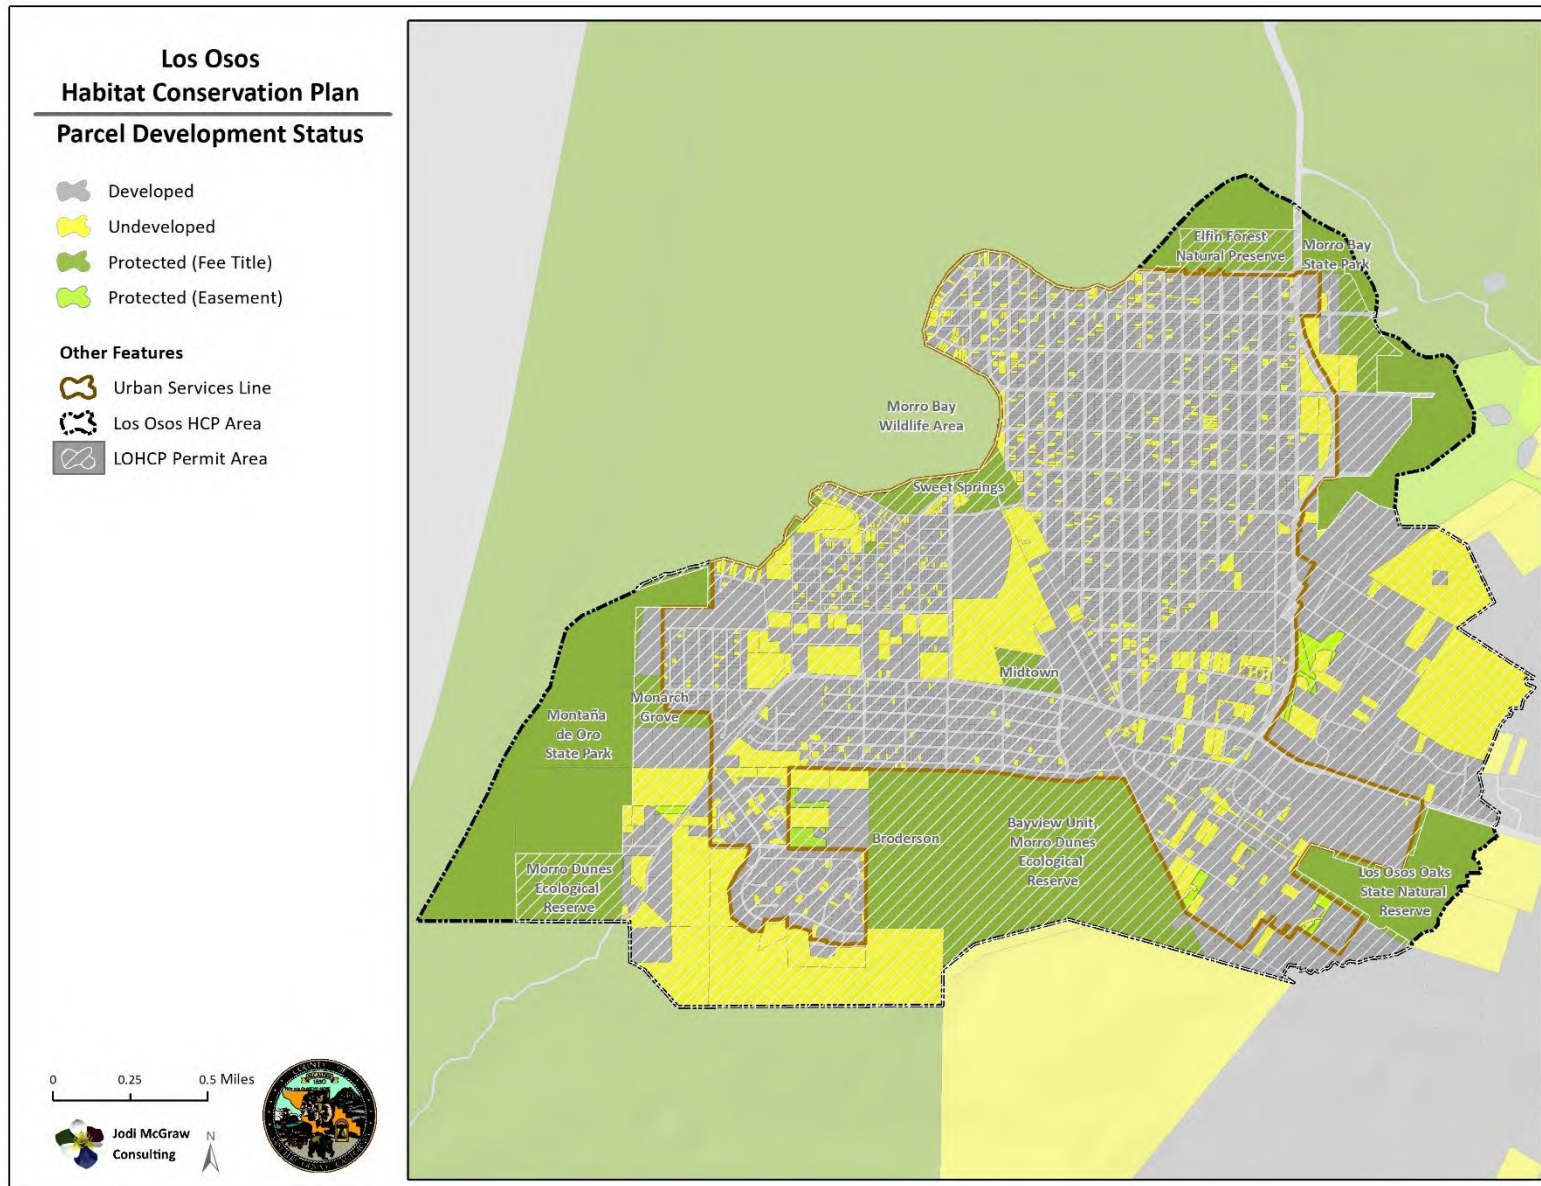 Los Osos
Habitat Conservation Plan
Parcel Development Status
Developed
Undeveloped
Protected (Fee Title)
Protected (Easement)
Other Features
Urban Services Line
Los Osos HCP Area
LOHCP Permit Area
0 0.25 0.5 Miles
Jodi McGraw
Consulting
N
Elfin Forest
Natural Preserve
Morro Bay
State Park
Morro Bay
Wildlife Area
Sweet Springs
Midtown
Monarch
Grove
Montaña
de Oro
State Park
Broderson
Bayview Unit,
Morro Dunes
Ecological
Reserve
Morro Dunes
Ecological
Reserve
Los Osos Oaks
State Natural
Reserve